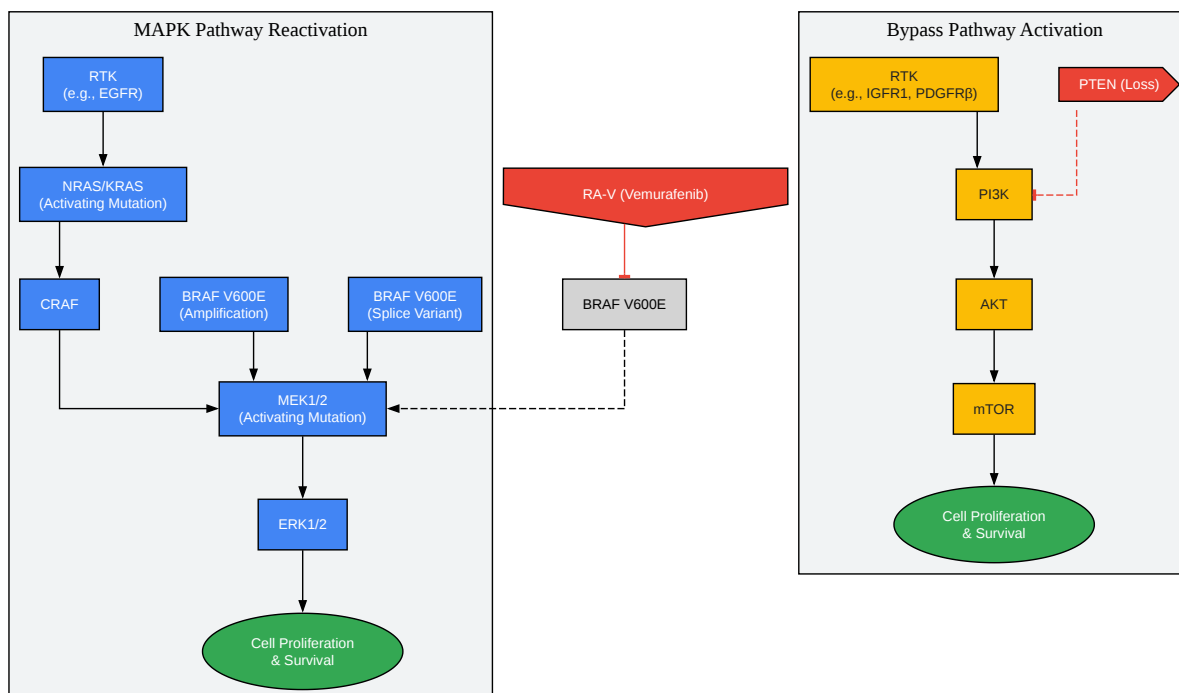 MAPK Pathway Reactivation
RTK
(e.g., EGFR)
NRAS/KRAS
(Activating Mutation)
CRAF
BRAF V600E
(Amplification)
BRAF V600E
(Splice Variant)
MEK1/2
(Activating Mutation)
ERK1/2
Cell Proliferation
& Survival
RA-V (Vemurafenib)
BRAF V600E
Bypass Pathway Activation
RTK
(e.g., IGFR1, PDGFRβ)
PTEN (Loss)
PI3K
AKT
mTOR
Cell Proliferation
& Survival